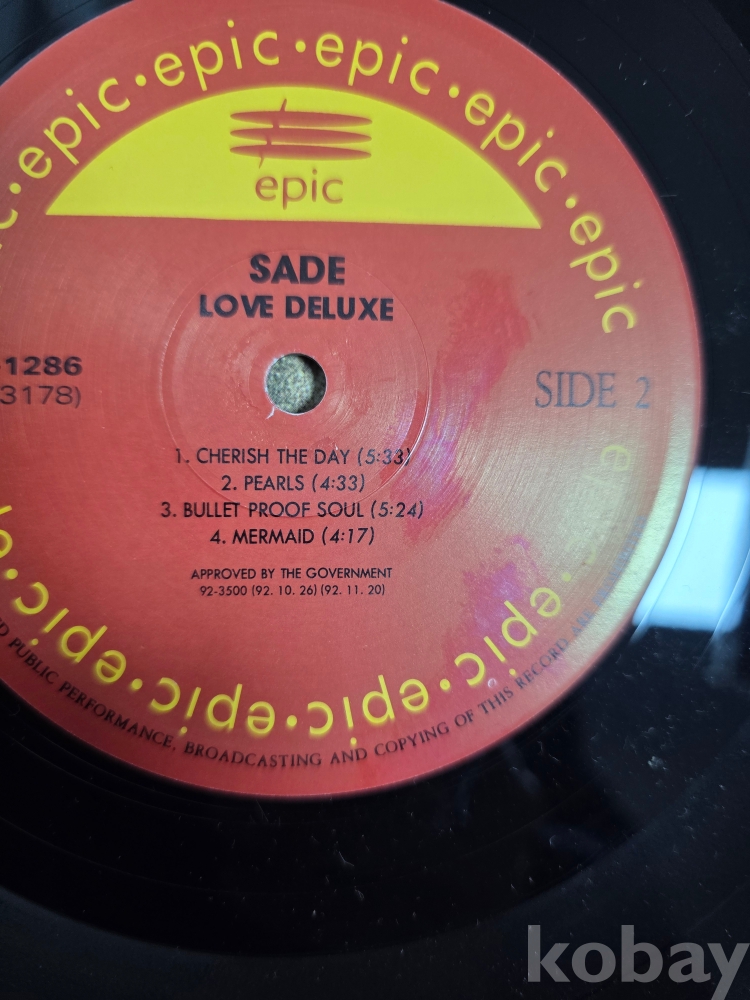 epic • epic • epic • epic • epic • epic
epic
SADE
LOVE DELUXE
1286
3178)
SIDE 2
1. CHERISH THE DAY (5:33)
2. PEARLS (4:33)
3. BULLET PROOF SOUL (5:24)
4. MERMAID (4:17)
APPROVED BY THE GOVERNMENT
92-3500 (92. 10. 26) (92. 11. 20)
epic • epic • epic • epic • epic
PUBLIC PERFORMANCE, BROADCASTING AND COPYING OF THIS RECORD
kobay